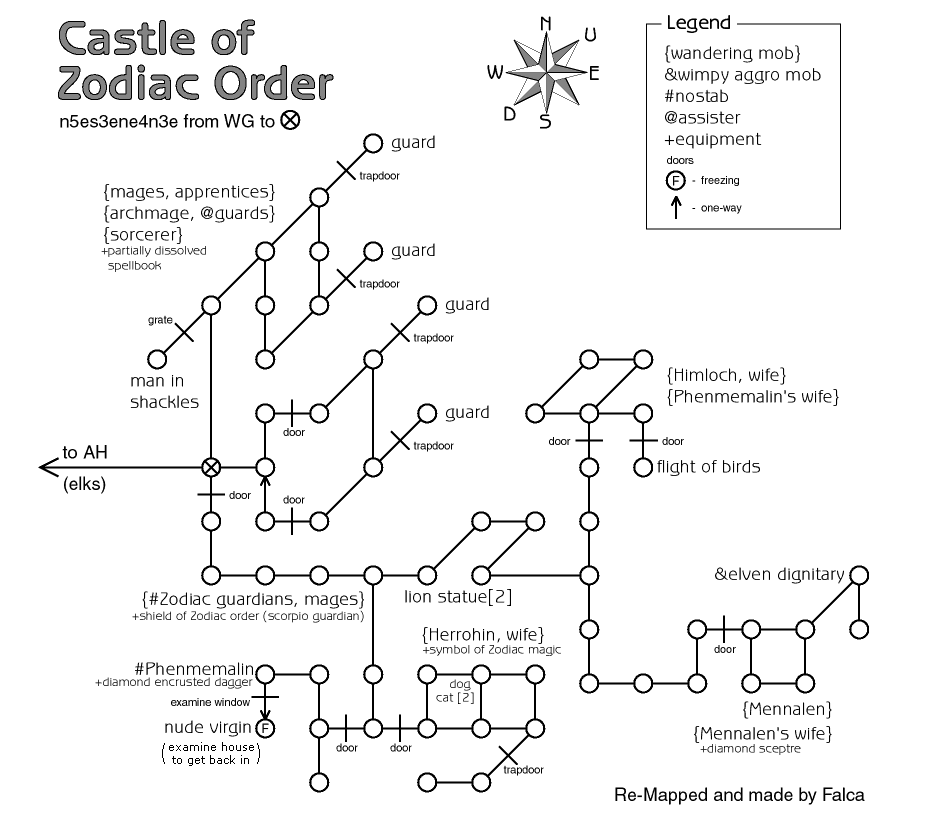 Castle of
Zodiac Order
n5es3ene4n3e from WG to
N
U
W
E
D
S
Legend
{wandering mob}
&wimpy aggro mob
#nostab
@assister
+equipment
doors
F - freezing
- one-way
guard
trapdoor
{mages, apprentices}
{archmage, @guards}
{sorcerer}
+partially dissolved
spellbook
guard
trapdoor
grate
guard
trapdoor
man in
shackles
{Himloch, wife}
{Phenmemalin's wife}
door
guard
trapdoor
door
door
to AH
(elks)
flight of birds
door
door
{#Zodiac guardians, mages}
+shield of Zodiac order (scorpio guardian)
lion statue[2]
&elven dignitary
{Herrohin, wife}
+symbol of Zodiac magic
door
#Phenmemalin
+diamond encrusted dagger
examine window
dog
cat [2]
nude virgin
F
(examine house
to get back in)
door
door
trapdoor
{Mennalen}
{Mennalen's wife}
+diamond sceptre
Re-Mapped and made by Falca